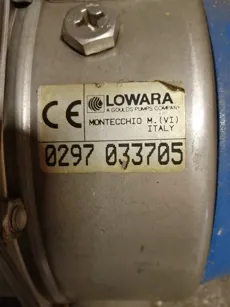 CE LOWARA
A GOULDS PUMPS COMPANY
MONTECCHIO M.(VI)
ITALY
0297 033705